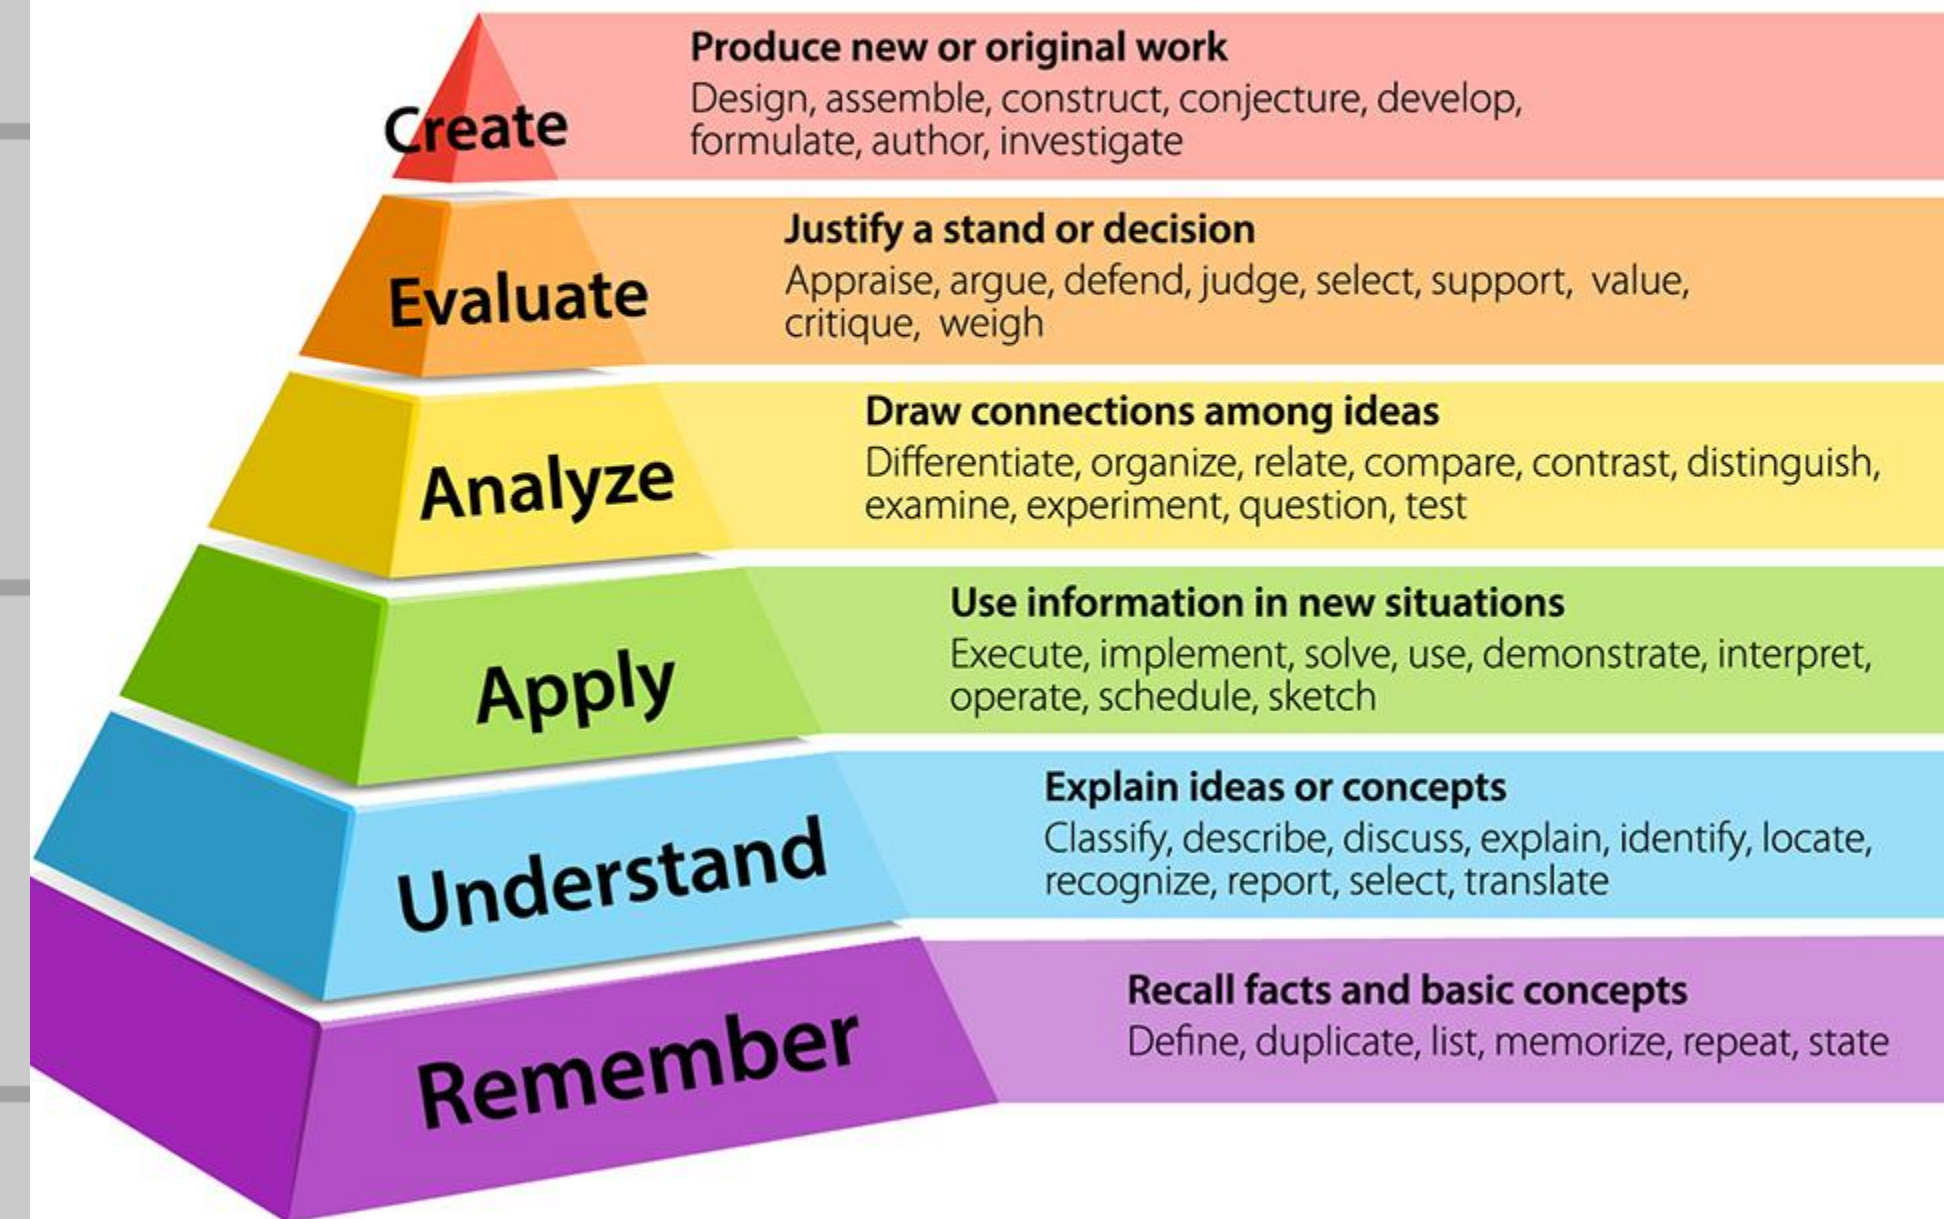 Create
Produce new or original work
Design, assemble, construct, conjecture, develop,
formulate, author, investigate
Evaluate
Justify a stand or decision
Appraise, argue, defend, judge, select, support, value,
critique, weigh
Analyze
Draw connections among ideas
Differentiate, organize, relate, compare, contrast, distinguish,
examine, experiment, question, test
Apply
Use information in new situations
Execute, implement, solve, use, demonstrate, interpret,
operate, schedule, sketch
Understand
Explain ideas or concepts
Classify, describe, discuss, explain, identify, locate,
recognize, report, select, translate
Remember
Recall facts and basic concepts
Define, duplicate, list, memorize, repeat, state